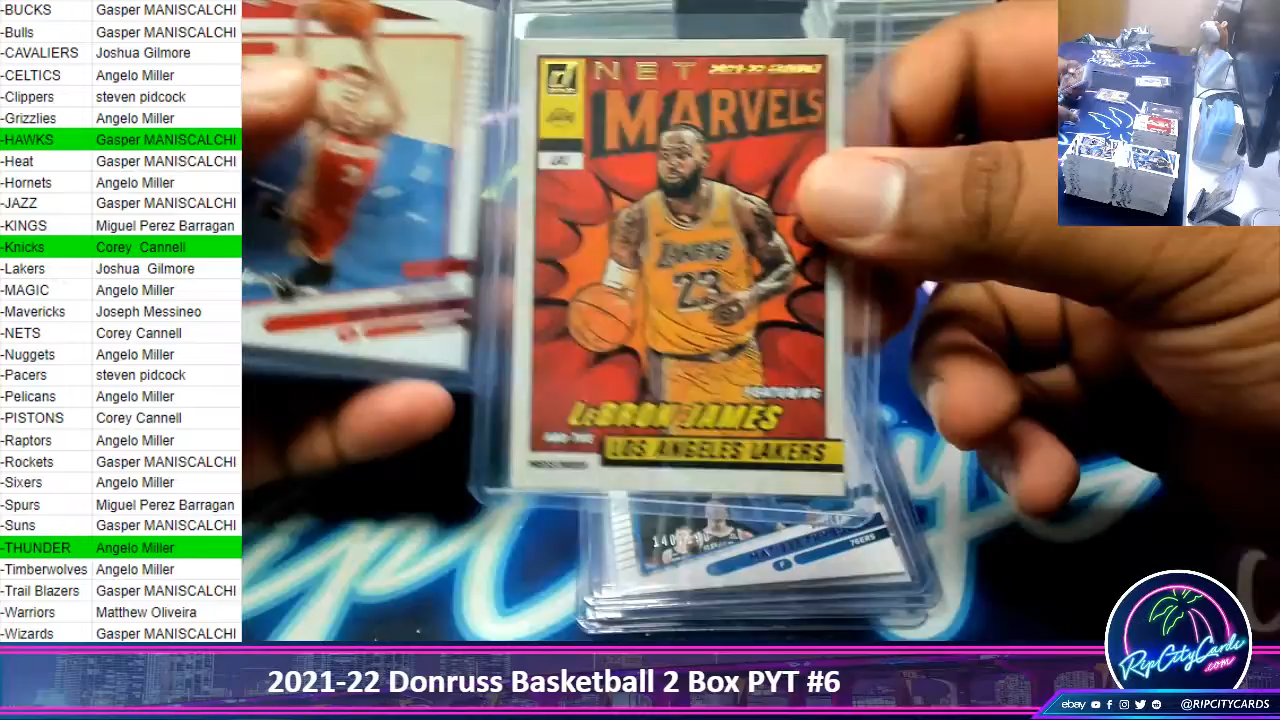 -BUCKS Gasper MANISCALCHI
-Bulls Gasper MANISCALCHI
-CAVALIERS Joshua Gilmore
-CELTICS Angelo Miller
-Clippers steven pidcock
-Grizzlies Angelo Miller
-HAWKS Gasper MANISCALCHI
-Heat Gasper MANISCALCHI
-Hornets Angelo Miller
-JAZZ Gasper MANISCALCHI
-KINGS Miguel Perez Barragan
-Knicks Corey Cannell
-Lakers Joshua Gilmore
-MAGIC Angelo Miller
-Mavericks Joseph Messineo
-NETS Corey Cannell
-Nuggets Angelo Miller
-Pacers steven pidcock
-Pelicans Angelo Miller
-PISTONS Corey Cannell
-Raptors Angelo Miller
-Rockets Gasper MANISCALCHI
-Sixers Angelo Miller
-Spurs Miguel Perez Barragan
-Suns Gasper MANISCALCHI
-THUNDER Angelo Miller
-Timberwolves Angelo Miller
-Trail Blazers Gasper MANISCALCHI
-Warriors Matthew Oliveira
-Wizards Gasper MANISCALCHI
NET
MARVELS
LAKERS
23
FEATURING
LeBRON JAMES
LOS ANGELES LAKERS
76ERS
RipCityCards
.com
2021-22 Donruss Basketball 2 Box PYT #6
ebay @RIPCITYCARDS